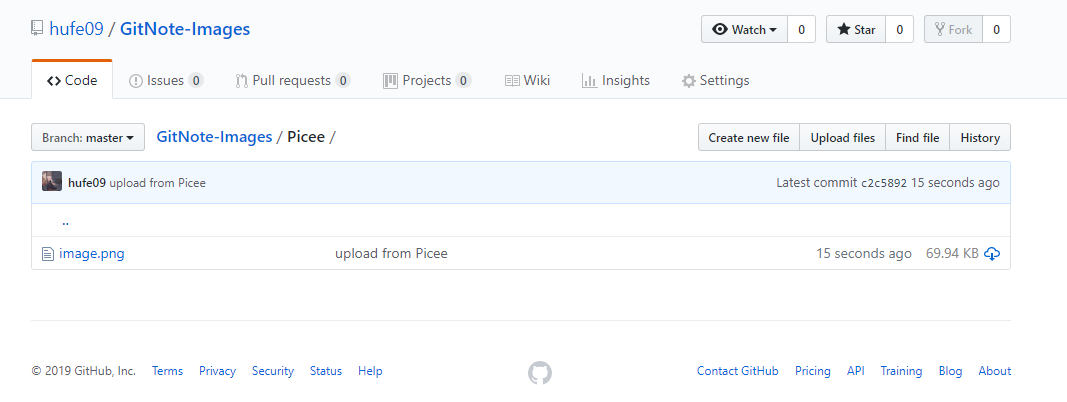 hufe09 / GitNote-Images Watch 0 Star 0 Fork 0
Code Issues 0 Pull requests 0 Projects 0 Wiki Insights Settings
Branch: master GitNote-Images / Picee / Create new file Upload files Find file History
hufe09 upload from Picee Latest commit c2c5892 15 seconds ago
..
image.png upload from Picee 15 seconds ago 69.94 KB
© 2019 GitHub, Inc. Terms Privacy Security Status Help Contact GitHub Pricing API Training Blog About